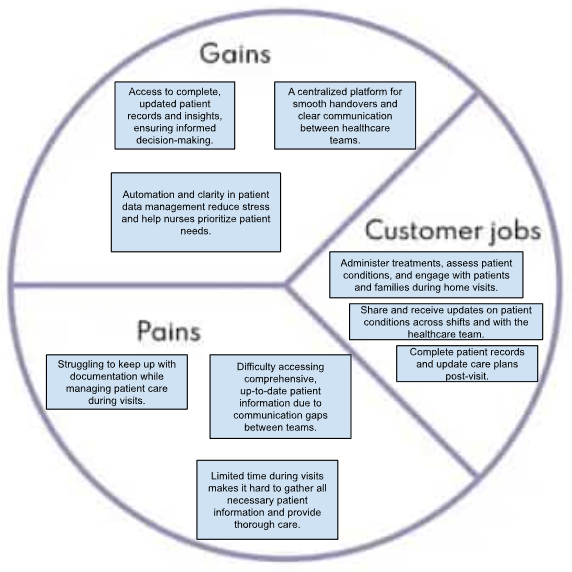 Gains
Access to complete,
updated patient
records and insights,
ensuring informed
decision-making.
A centralized platform for
smooth handovers and
clear communication
between healthcare
teams.
Automation and clarity in patient
data management reduce stress
and help nurses prioritize patient
needs.
Customer jobs
Administer treatments, assess patient
conditions, and engage with patients
and families during home visits.
Share and receive updates on patient
conditions across shifts and with the
healthcare team.
Complete patient records
and update care plans
post-visit.
Pains
Struggling to keep up with
documentation while
managing patient care
during visits.
Difficulty accessing
comprehensive,
up-to-date patient
information due to
communication gaps
between teams.
Limited time during visits
makes it hard to gather all
necessary patient
information and provide
thorough care.